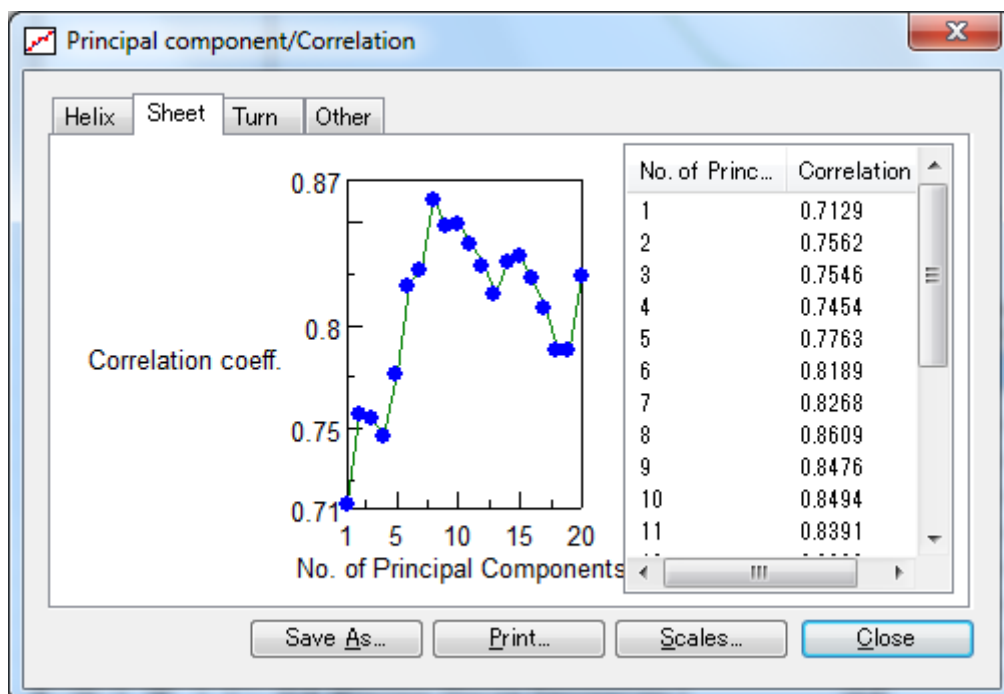 Principal component/Correlation
Helix Sheet Turn Other
0.87
0.8
0.75
0.71
Correlation coeff.
1 5 10 15 20
No. of Principal Components
No. of Princ... Correlation
1 0.7129
2 0.7562
3 0.7546
4 0.7454
5 0.7763
6 0.8189
7 0.8268
8 0.8609
9 0.8476
10 0.8494
11 0.8391
Save As... Print... Scales... Close